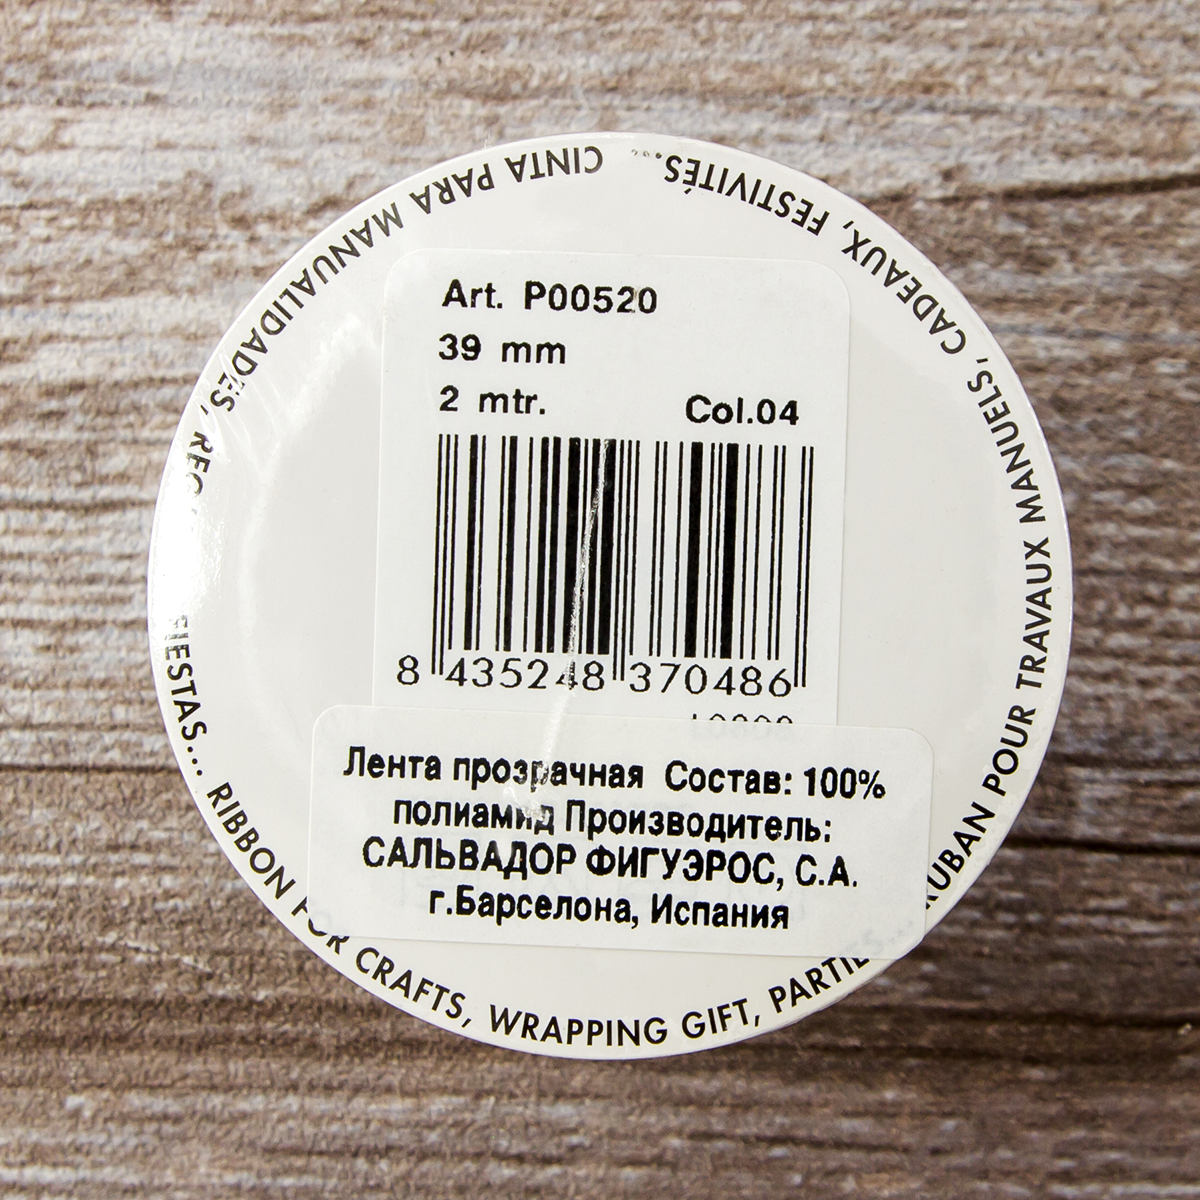 CINTA PARA MANUALIDADES,
FIESTAS...
RIBBON FOR CRAFTS, WRAPPING GIFT, PARTIES...
RUBAN POUR TRAVAUX MANUELS, CADEAUX, FESTIVITÉS...
Art. P00520
39 mm
2 mtr. Col.04
8 435248 370486
Лента прозрачная Состав: 100%
полиамид Производитель:
САЛЬВАДОР ФИГУЭРОС, С.А.
г.Барселона, Испания